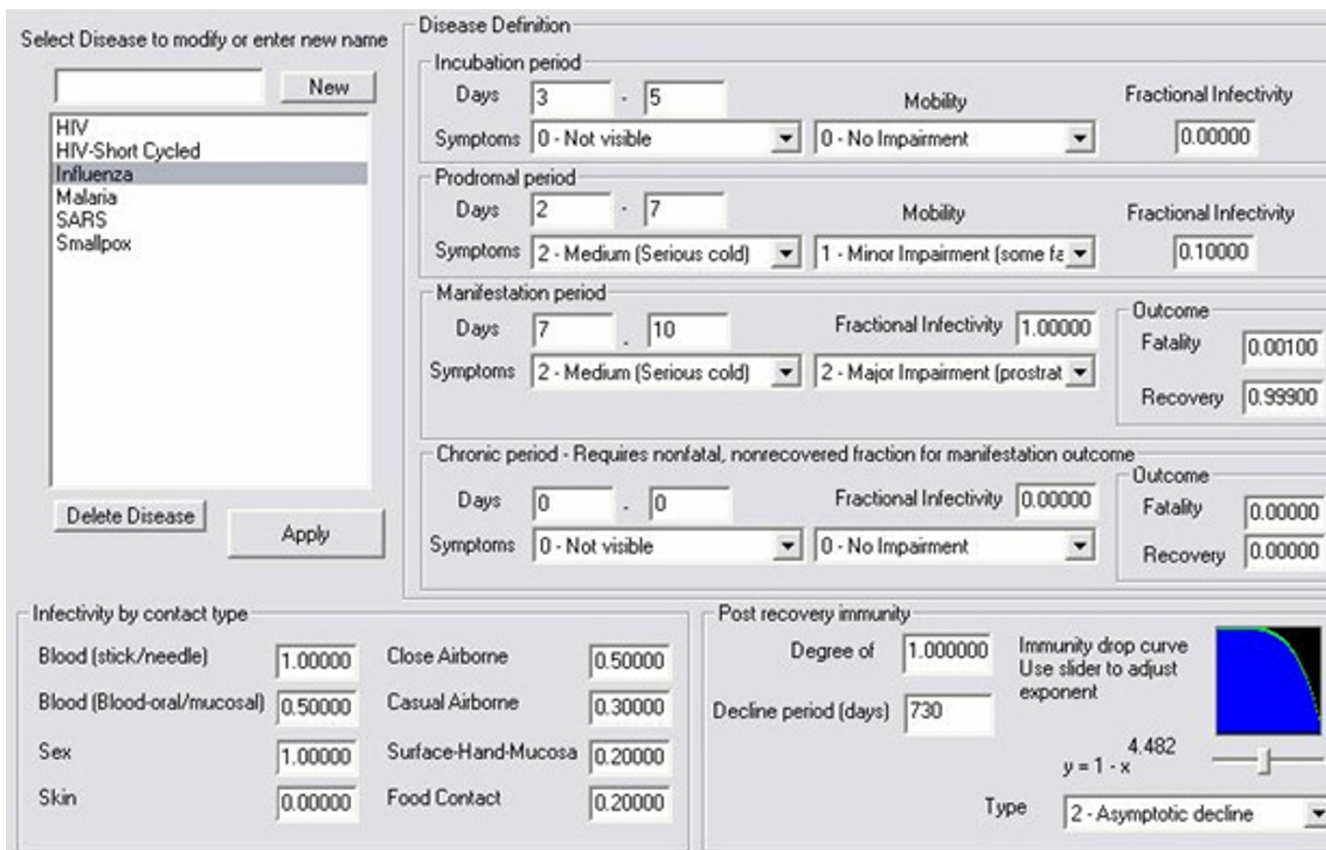 Select Disease to modify or enter new name
New
HIV
HIV-Short Cycled
Influenza
Malaria
SARS
Smallpox
Delete Disease
Apply
Disease Definition
Incubation period
Days 3 - 5 Mobility Fractional Infectivity
Symptoms 0 - Not visible 0 - No Impairment 0.00000
Prodromal period
Days 2 - 7 Mobility Fractional Infectivity
Symptoms 2 - Medium (Serious cold) 1 - Minor Impairment (some fa 0.10000
Manifestation period
Days 7 - 10 Fractional Infectivity 1.00000
Symptoms 2 - Medium (Serious cold) 2 - Major Impairment (prostrat
Outcome
Fatality 0.00100
Recovery 0.99900
Chronic period - Requires nonfatal, nonrecovered fraction for manifestation outcome
Days 0 - 0 Fractional Infectivity 0.00000
Symptoms 0 - Not visible 0 - No Impairment
Outcome
Fatality 0.00000
Recovery 0.00000
Infectivity by contact type
Blood (stick/needle) 1.00000 Close Airborne 0.50000
Blood (Blood-oral/mucosal) 0.50000 Casual Airborne 0.30000
Sex 1.00000 Surface-Hand-Mucosa 0.20000
Skin 0.00000 Food Contact 0.20000
Post recovery immunity
Degree of 1.000000
Decline period (days) 730
Immunity drop curve
Use slider to adjust
exponent
4.482
y = 1 - x
Type 2 - Asymptotic decline